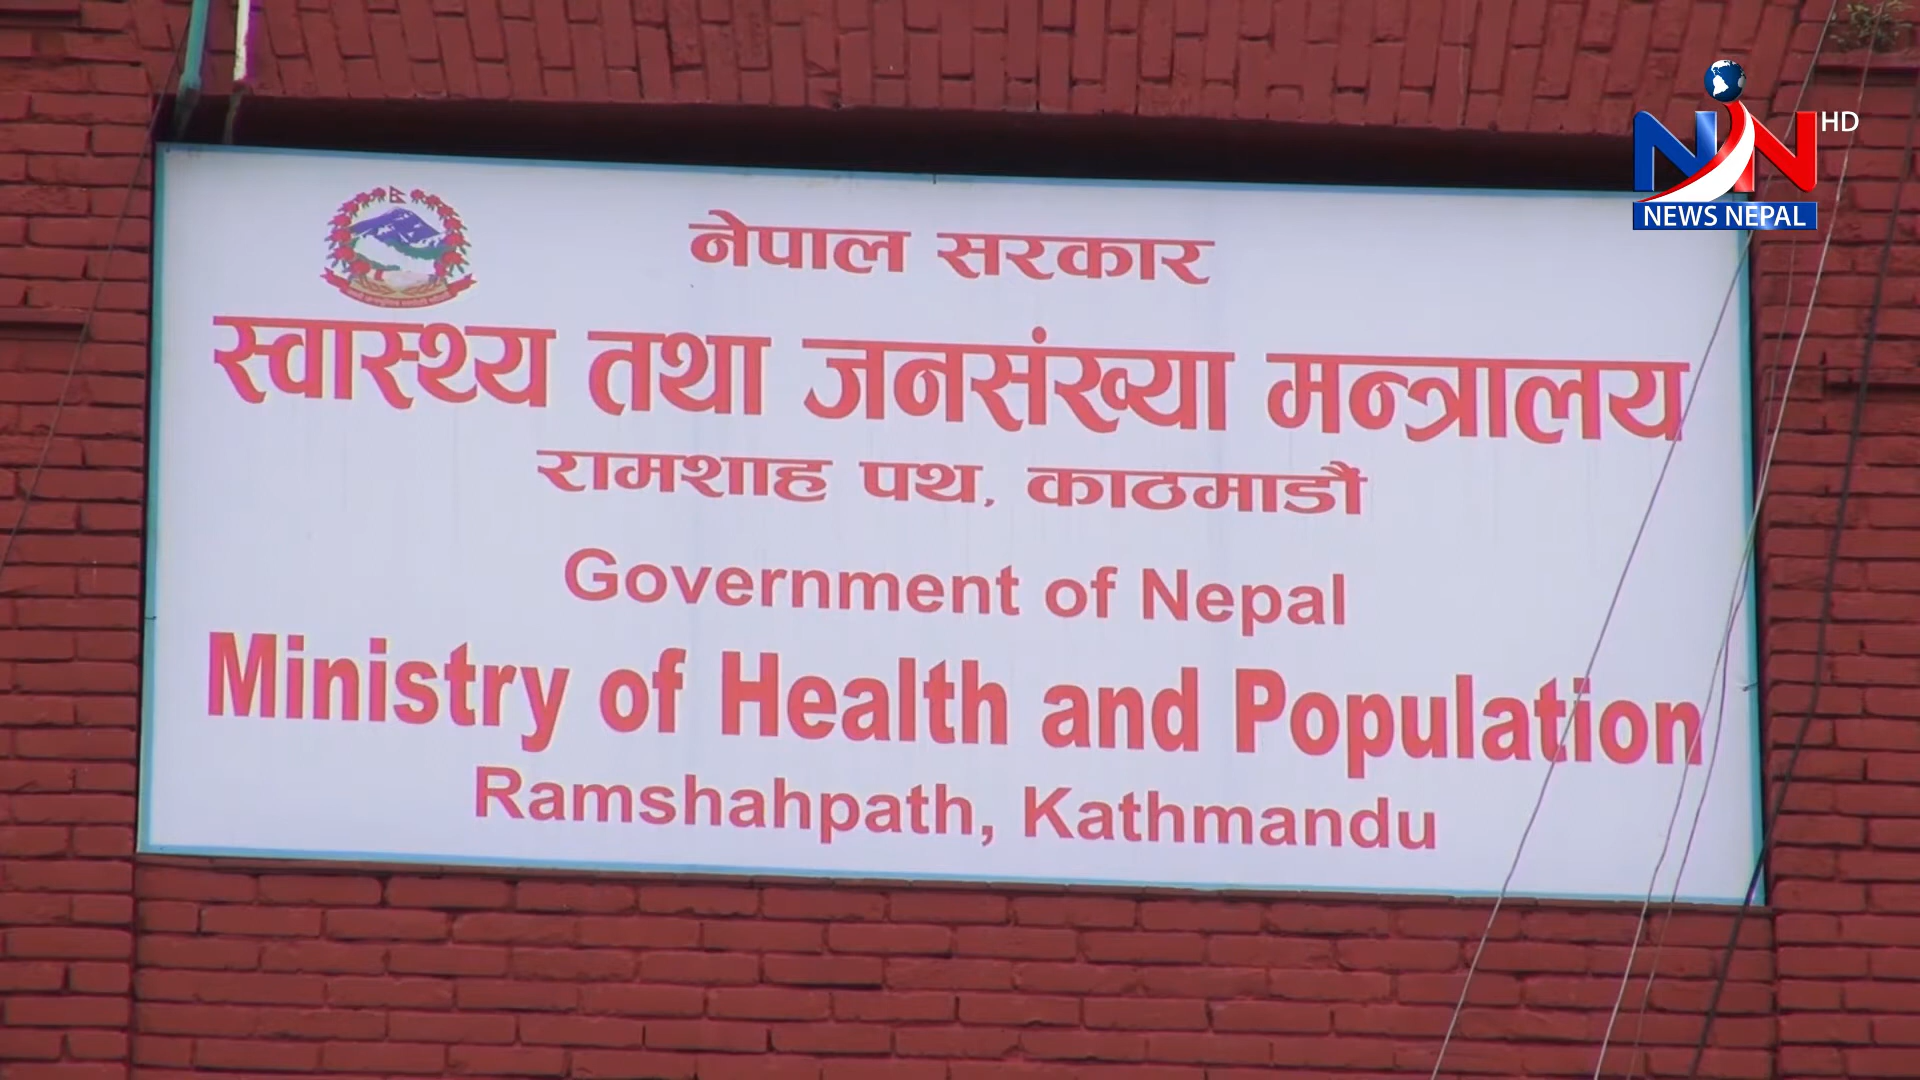 नेपाल सरकार
स्वास्थ्य तथा जनसंख्या मन्त्रालय
रामशाह पथ, काठमाडौं
Government of Nepal
Ministry of Health and Population
Ramshahpath, Kathmandu
NN HD
NEWS NEPAL